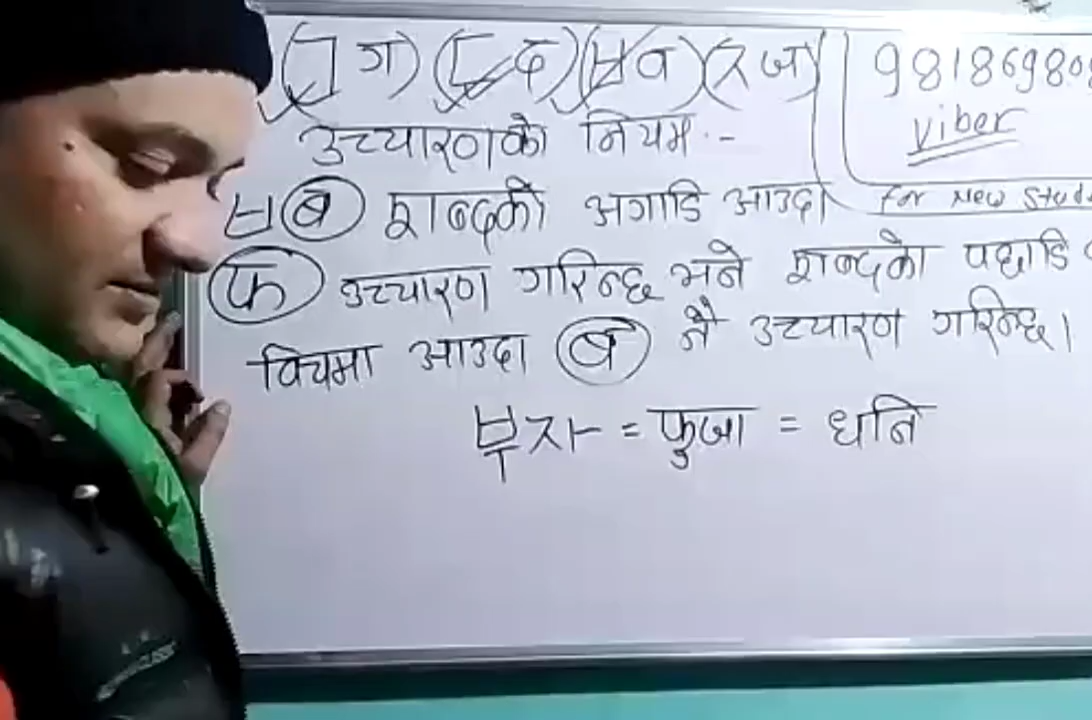 (ㄱ ग) (ㄷ द) (ㅂ ब) (ㅈ ज)
उच्चारणको नियम :-
ㅂ ब शब्दको अगाडि आउदा
फ उच्चारण गरिन्छ भने शब्दको पछाडि
विचमा आउदा ब नै उच्चारण गरिन्छ।
부자 = फुजा = धनि
98186980
Viber
For New Stud